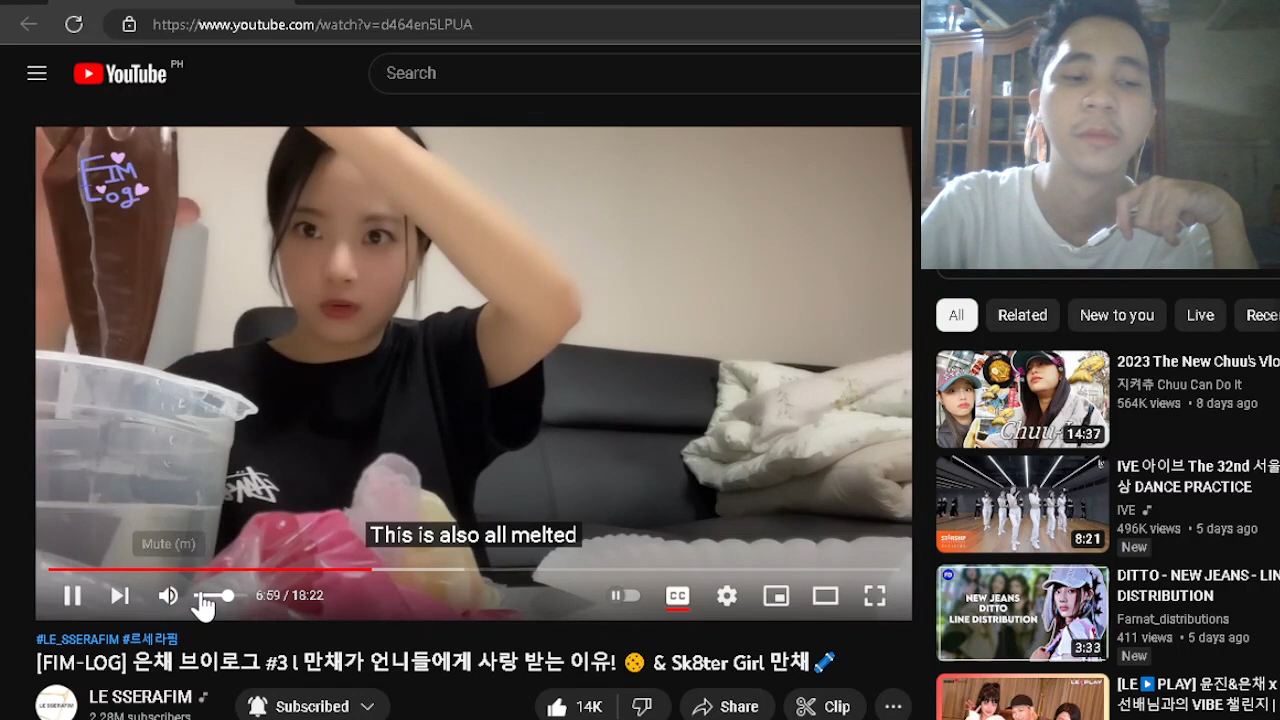 https://www.youtube.com/watch?v=d464en5LPUA
YouTube PH
Search
FIM
Log
This is also all melted
Mute (m)
6:59 / 18:22
CC
#LE_SSERAFIM #르세라핌
[FIM-LOG] 은채 브이로그 #3 l 만채가 언니들에게 사랑 받는 이유! 🍪 & Sk8ter Girl 만채
LE SSERAFIM
2.28M subscribers
Subscribed
14K
Share
Clip
All
Related
New to you
Live
Rece
2023 The New Chuu's Vlo
지켜츄 Chuu Can Do It
564K views • 8 days ago
Chuu
14:37
IVE 아이브 The 32nd 서울
상 DANCE PRACTICE
IVE
496K views • 5 days ago
New
STARSHIP
8:21
DITTO - NEW JEANS - LIN
DISTRIBUTION
Farnat_distributions
411 views • 5 days ago
New
NEW JEANS
DITTO
LINE DISTRIBUTION
3:33
[LE▶PLAY] 윤진&은채 x
선배님과의 VIBE 챌린지 |
LE PLAY